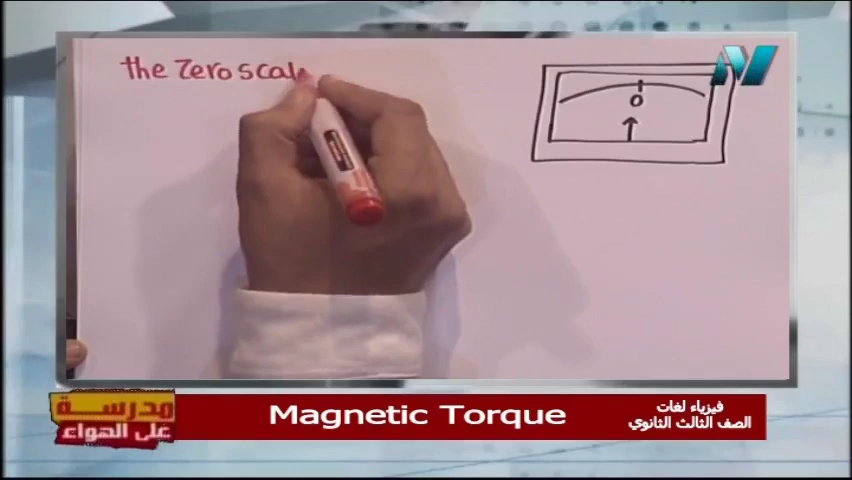 the Zero scal
0
مدرسة
على الهواء
Magnetic Torque
فيزياء لغات
الصف الثالث الثانوي